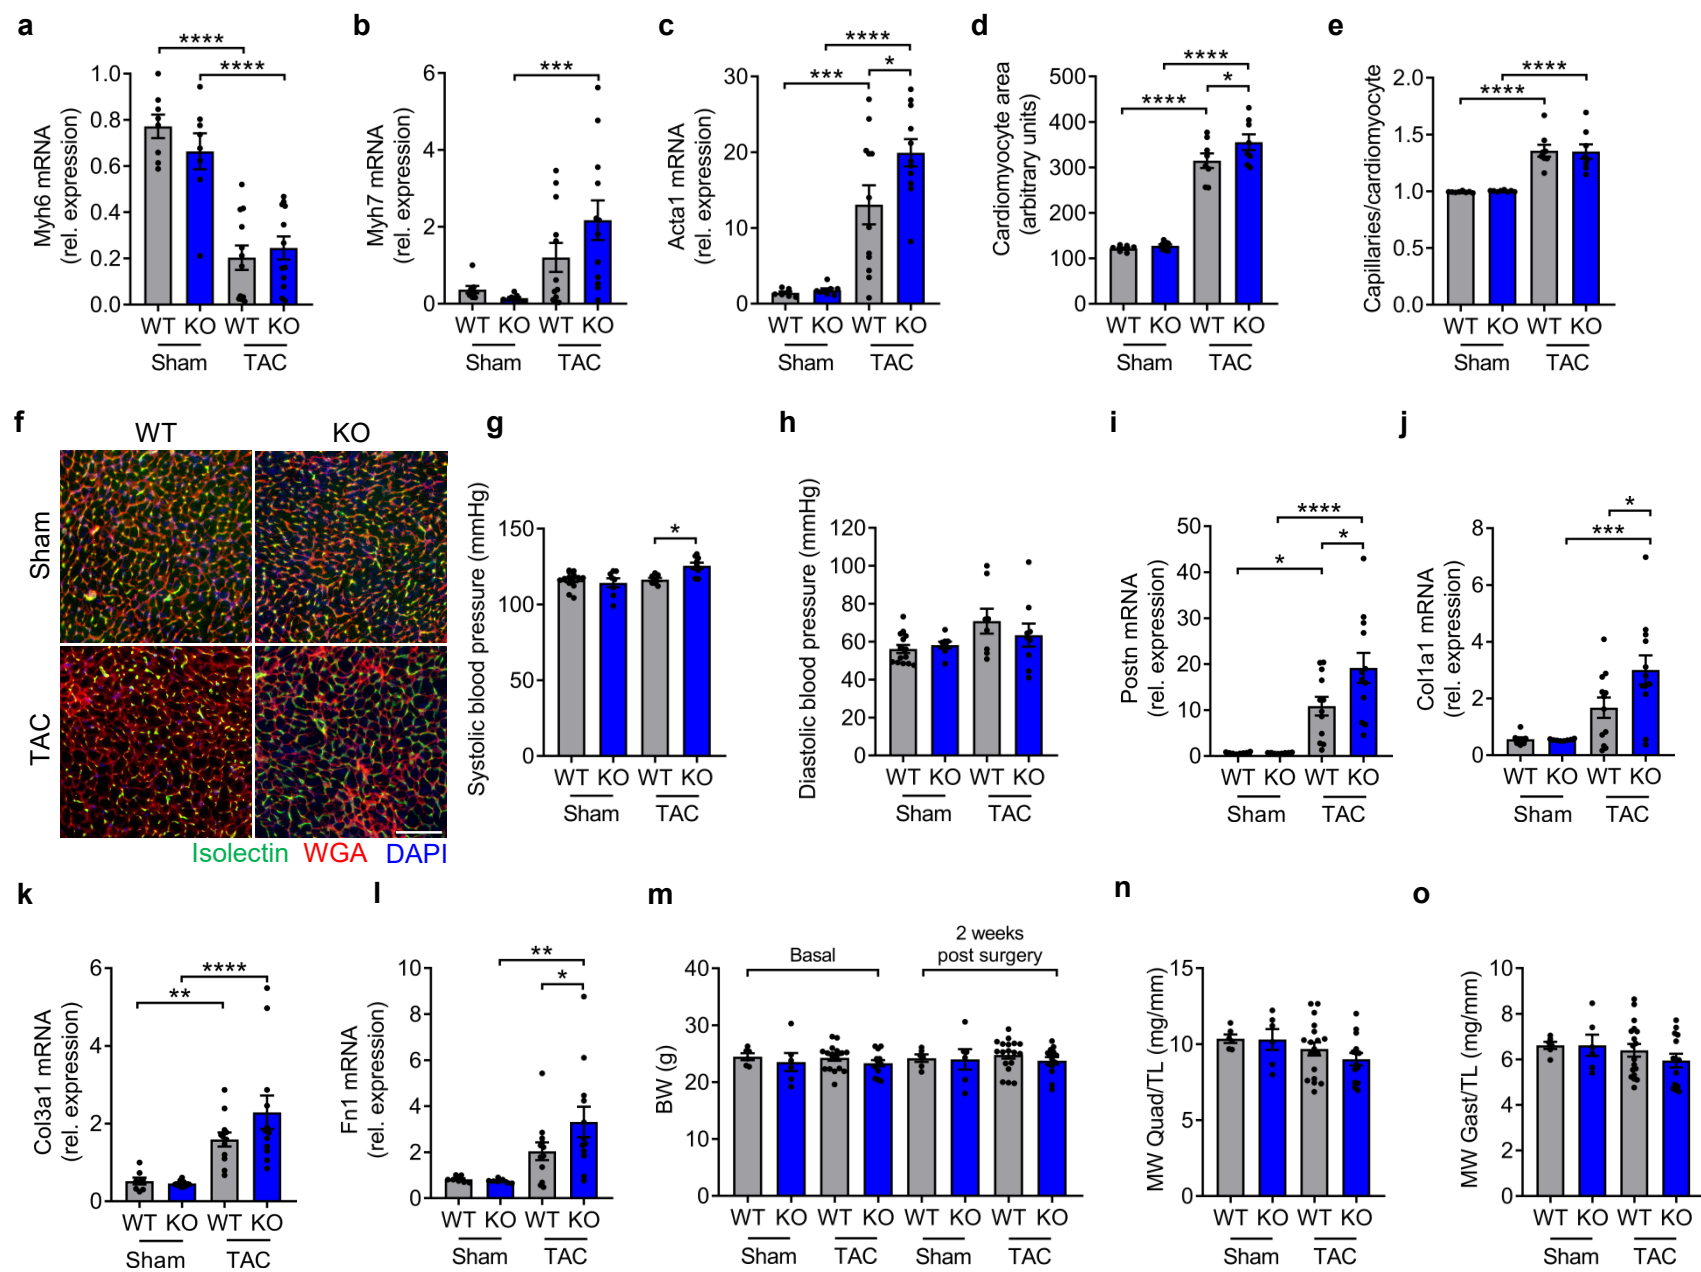 a
Myh6 mRNA
(rel. expression)
1.0
0.8
0.6
0.4
0.2
0.0
****
****
WT KO WT KO
Sham TAC
b
Myh7 mRNA
(rel. expression)
6
4
2
0
***
WT KO WT KO
Sham TAC
c
Acta1 mRNA
(rel. expression)
30
20
10
0
****
*
***
WT KO WT KO
Sham TAC
d
Cardiomyocyte area
(arbitrary units)
500
400
300
200
100
0
****
*
****
WT KO WT KO
Sham TAC
e
Capillaries/cardiomyocyte
2.0
1.5
1.0
0.5
0.0
****
****
WT KO WT KO
Sham TAC
f
WT KO
Sham
TAC
Isolectin WGA DAPI
g
Systolic blood pressure (mmHg)
150
100
50
0
*
WT KO WT KO
Sham TAC
h
Diastolic blood pressure (mmHg)
120
100
80
60
40
20
0
WT KO WT KO
Sham TAC
i
Postn mRNA
(rel. expression)
50
40
30
20
10
0
****
*
*
WT KO WT KO
Sham TAC
j
Col1a1 mRNA
(rel. expression)
8
6
4
2
0
*
***
WT KO WT KO
Sham TAC
k
Col3a1 mRNA
(rel. expression)
6
4
2
0
****
**
WT KO WT KO
Sham TAC
l
Fn1 mRNA
(rel. expression)
10
8
6
4
2
0
**
*
WT KO WT KO
Sham TAC
m
BW (g)
40
30
20
10
0
Basal
2 weeks
post surgery
WT KO WT KO WT KO WT KO
Sham TAC Sham TAC
n
MW Quad/TL (mg/mm)
15
10
5
0
WT KO WT KO
Sham TAC
o
MW Gast/TL (mg/mm)
10
8
6
4
2
0
WT KO WT KO
Sham TAC